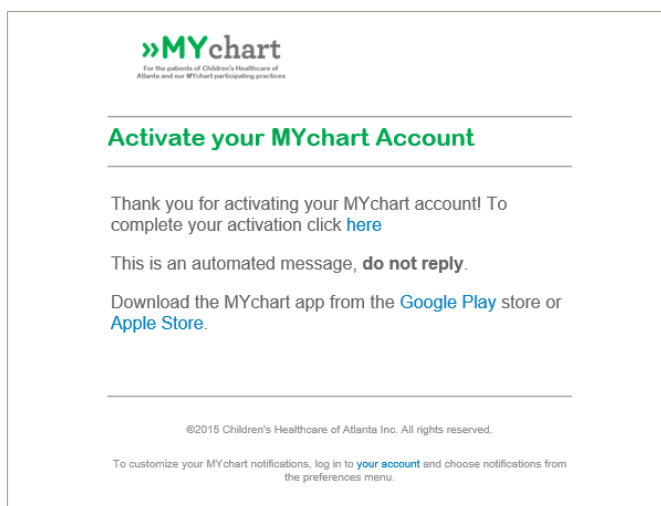 »MYchart
For the patients of Children's Healthcare of
Atlanta and our MYchart participating practices
Activate your MYchart Account
Thank you for activating your MYchart account! To
complete your activation click here
This is an automated message, do not reply.
Download the MYchart app from the Google Play store or
Apple Store.
©2015 Children's Healthcare of Atlanta Inc. All rights reserved.
To customize your MYchart notifications, log in to your account and choose notifications from
the preferences menu.